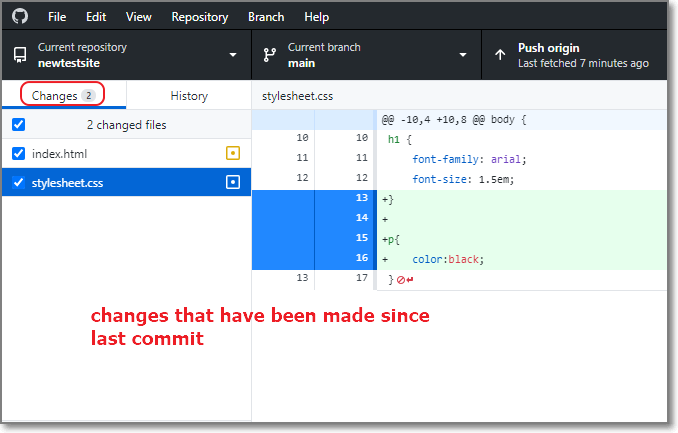 File Edit View Repository Branch Help
Current repository
newtestsite
Current branch
main
Push origin
Last fetched 7 minutes ago
Changes 2
History
stylesheet.css
2 changed files
index.html
stylesheet.css
@@ -10,4 +10,8 @@ body {
10 10 h1 {
11 11 font-family: arial;
12 12 font-size: 1.5em;
13 +}
14 +
15 +p{
16 + color:black;
13 17 }
changes that have been made since
last commit